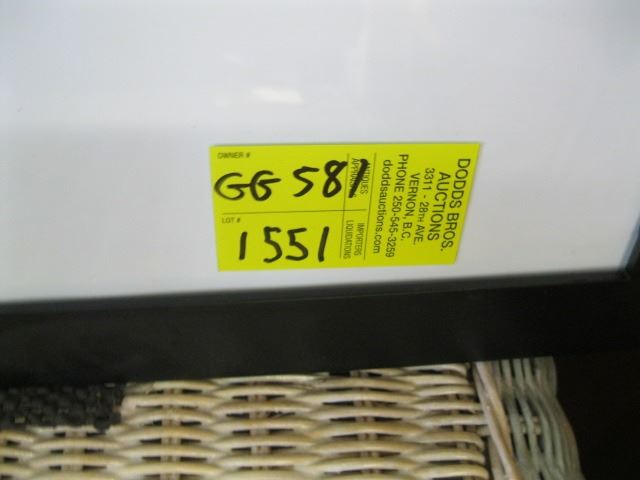 OWNER #
GG 581
LOT #
1551
ANTIQUES
APPRAISALS
IMPORTERS
LIQUIDATIONS
DODDS BROS.
AUCTIONS
3311 - 28TH AVE.
VERNON, B.C.
PHONE 250-545-3259
doddsauctions.com